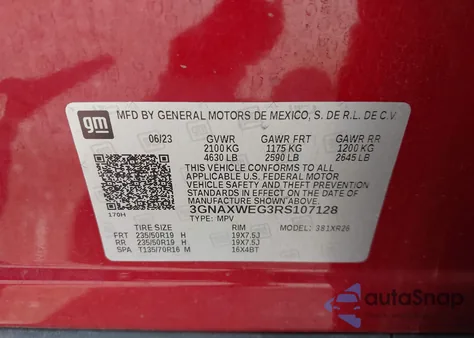 gm
MFD BY GENERAL MOTORS DE MEXICO, S. DE R.L. DE C.V.
06/23 GVWR GAWR FRT GAWR RR
2100 KG 1175 KG 1200 KG
4630 LB 2590 LB 2645 LB
THIS VEHICLE CONFORMS TO ALL
APPLICABLE U.S. FEDERAL MOTOR
VEHICLE SAFETY AND THEFT PREVENTION
STANDARDS IN EFFECT ON THE DATE
OF MANUFACTURE SHOWN ABOVE.
3GNAXWEG3RS107128
170H TYPE: MPV
TIRE SIZE RIM MODEL: 381XR26
FRT 235/50R19 H 19X7.5J
RR 235/50R19 H 19X7.5J
SPA T135/70R16 M 16X4BT
autoSnap